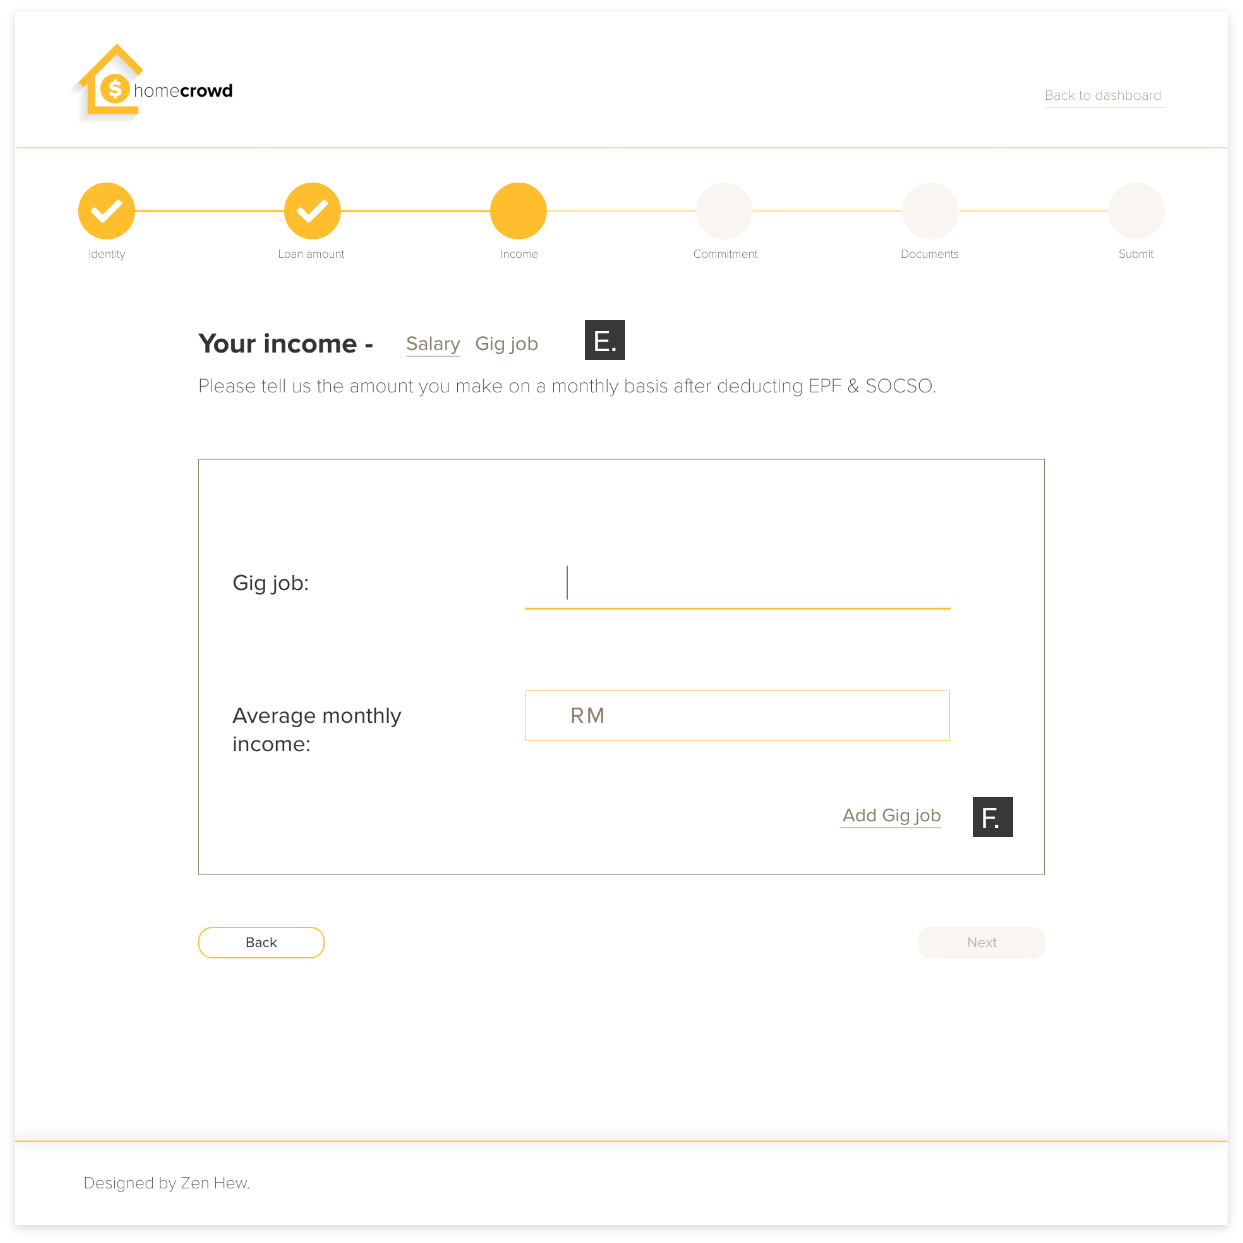 $
homecrowd
Back to dashboard
Identity
Loan amount
Income
Commitment
Documents
Submit
Your income - Salary Gig job E.
Please tell us the amount you make on a monthly basis after deducting EPF & SOCSO.
Gig job:
Average monthly
income:
RM
Add Gig job F.
Back
Next
Designed by Zen Hew.